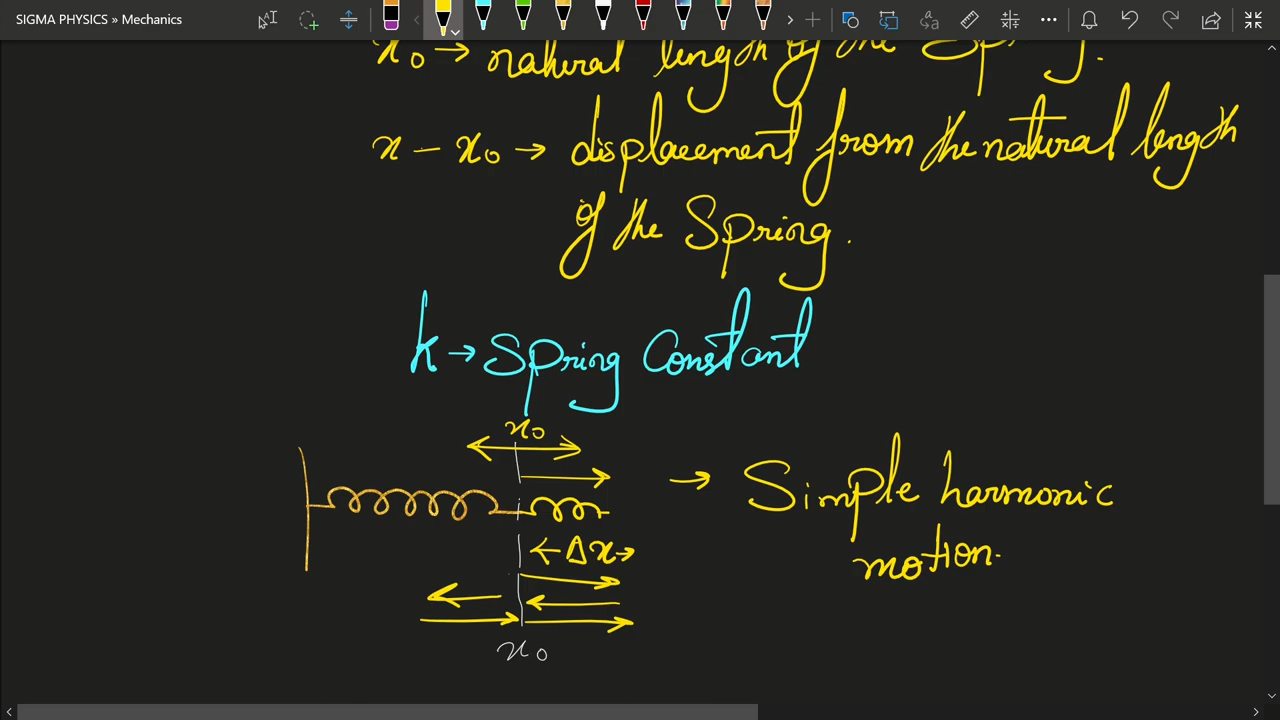 SIGMA PHYSICS » Mechanics
x₀ → natural length of the Spring.
x - x₀ → displacement from the natural length
of the Spring.
k → Spring Constant
x₀
→ Simple harmonic
motion.
Δx
x₀